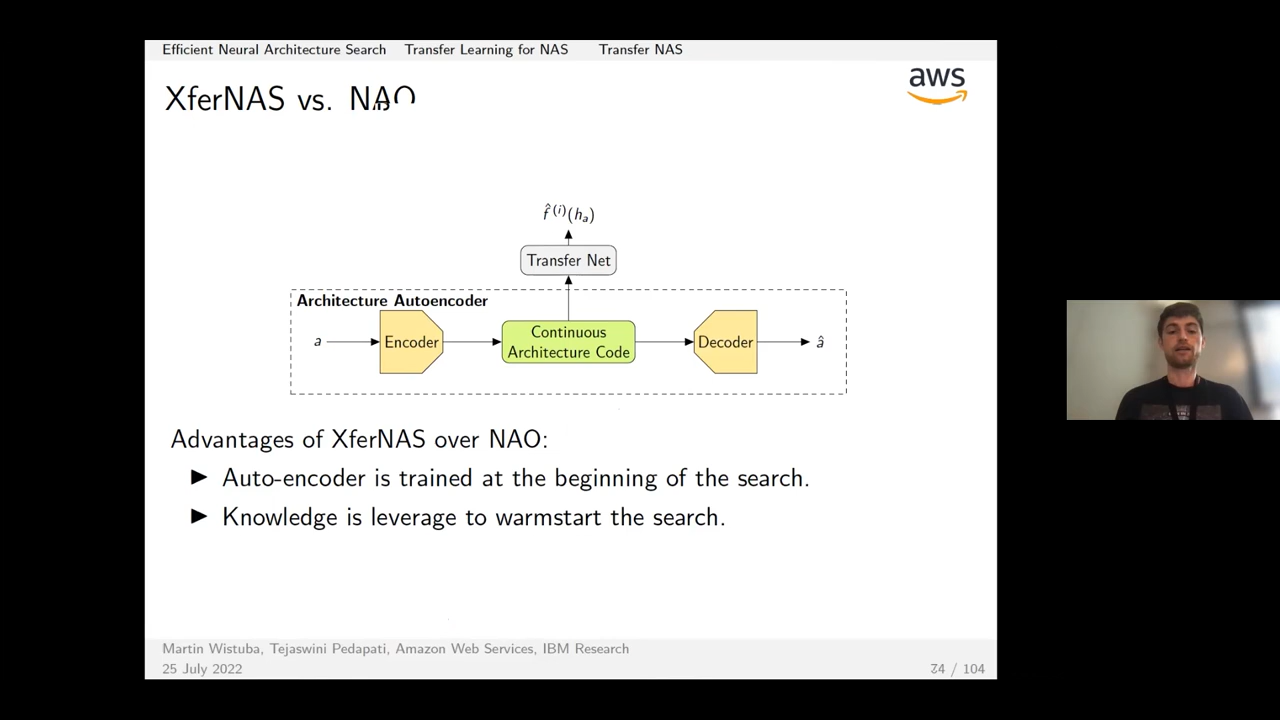 Efficient Neural Architecture Search Transfer Learning for NAS Transfer NAS
aws
XferNAS vs. NAO
f̂ (i)(hₐ)
Transfer Net
Architecture Autoencoder
a
Encoder
Continuous
Architecture Code
Decoder
â
Advantages of XferNAS over NAO:
▶ Auto-encoder is trained at the beginning of the search.
▶ Knowledge is leverage to warmstart the search.
Martin Wistuba, Tejaswini Pedapati, Amazon Web Services, IBM Research
25 July 2022
74 / 104